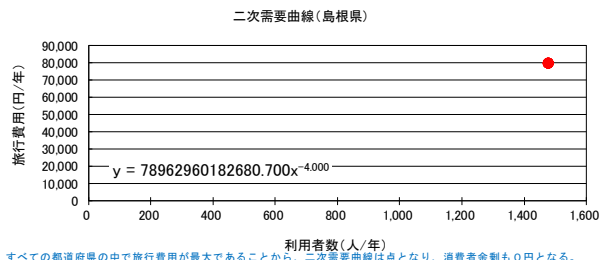 二次需要曲線(島根県)
旅行費用(円/年)
90,000
80,000
70,000
60,000
50,000
40,000
30,000
20,000
10,000
0
y = 78962960182680.700x^-4.000
0 200 400 600 800 1,000 1,200 1,400 1,600
利用者数(人/年)
すべての都道府県の中で旅行費用が最大であることから、二次需要曲線は点となり、消費者余剰も0円となる。